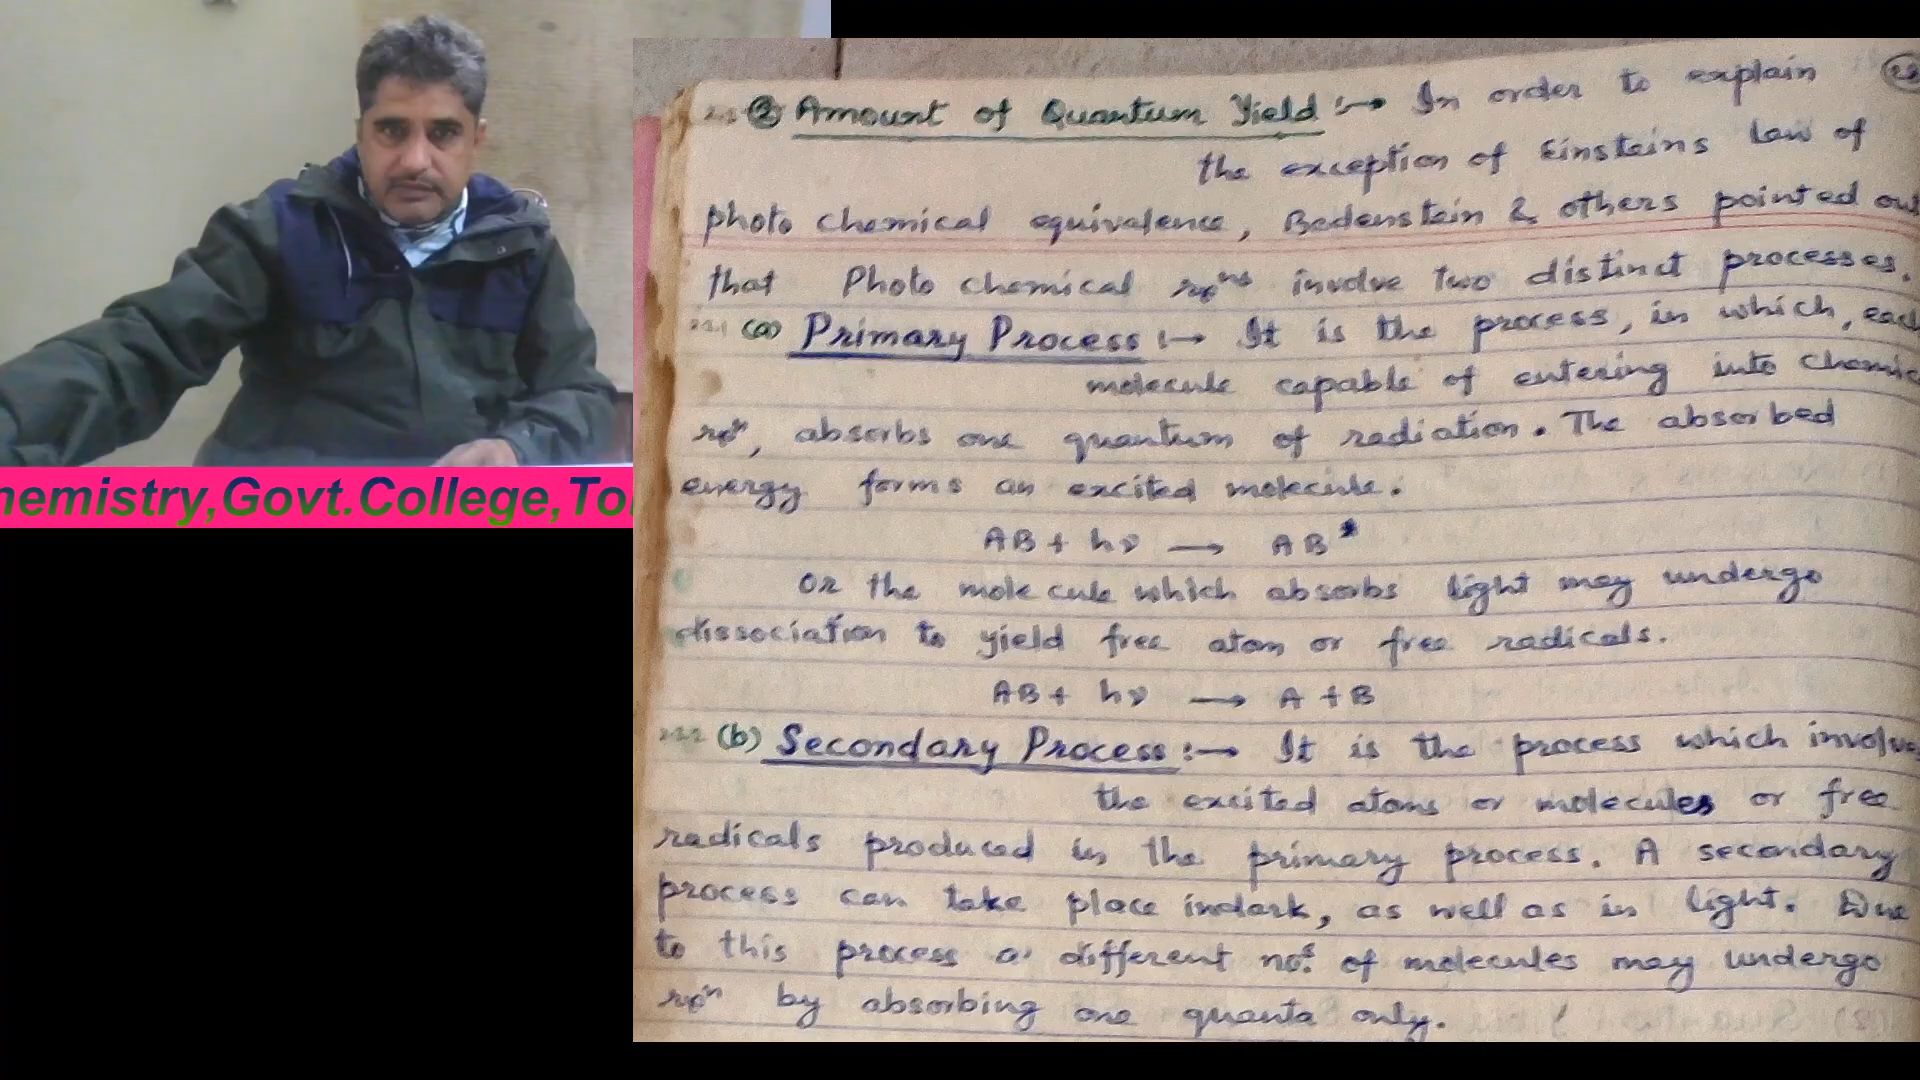 hemistry,Govt.College,To
② Amount of Quantum Yield :→ In order to explain
the exception of Einsteins Law of
photo chemical equivalence, Bodenstein & others pointed out
that Photo chemical rxns involve two distinct processes.
(a) Primary Process :→ It is the process, in which, each
molecule capable of entering into Chemic
rxn, absorbs one quantum of radiation. The absorbed
energy forms an excited molecule.
AB + hν → AB*
or the molecule which absorbs light may undergo
dissociation to yield free atom or free radicals.
AB + hν → A + B
(b) Secondary Process :→ It is the process which involve
the excited atoms or molecules or free
radicals produced in the primary process. A secondary
process can take place indark, as well as in light. Due
to this process a different no. of molecules may undergo
rxn by absorbing one quanta only.